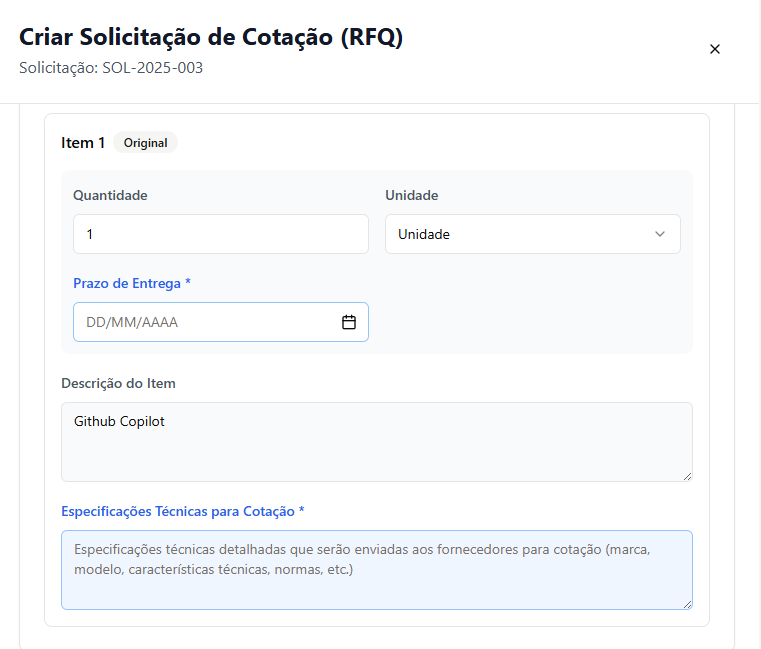 Criar Solicitação de Cotação (RFQ)
Solicitação: SOL-2025-003
Item 1 Original
Quantidade Unidade
1 Unidade
Prazo de Entrega *
DD/MM/AAAA
Descrição do Item
Github Copilot
Especificações Técnicas para Cotação *
Especificações técnicas detalhadas que serão enviadas aos fornecedores para cotação (marca,
modelo, características técnicas, normas, etc.)